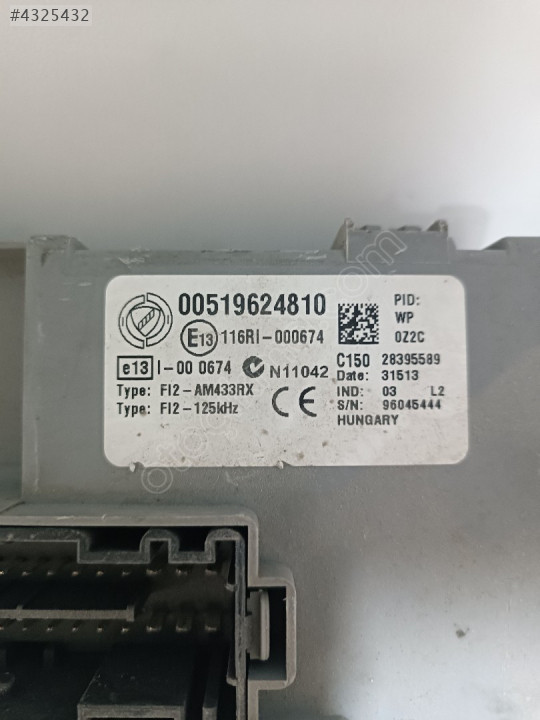 #4325432
00519624810
PID:
WP
0Z2C
E13 116RI-000674
e13 I-00 0674
N11042
C150 28395589
Date: 31513
Type: FI2-AM433RX
Type: FI2-125kHz
CE
IND: 03 L2
S/N: 96045444
HUNGARY